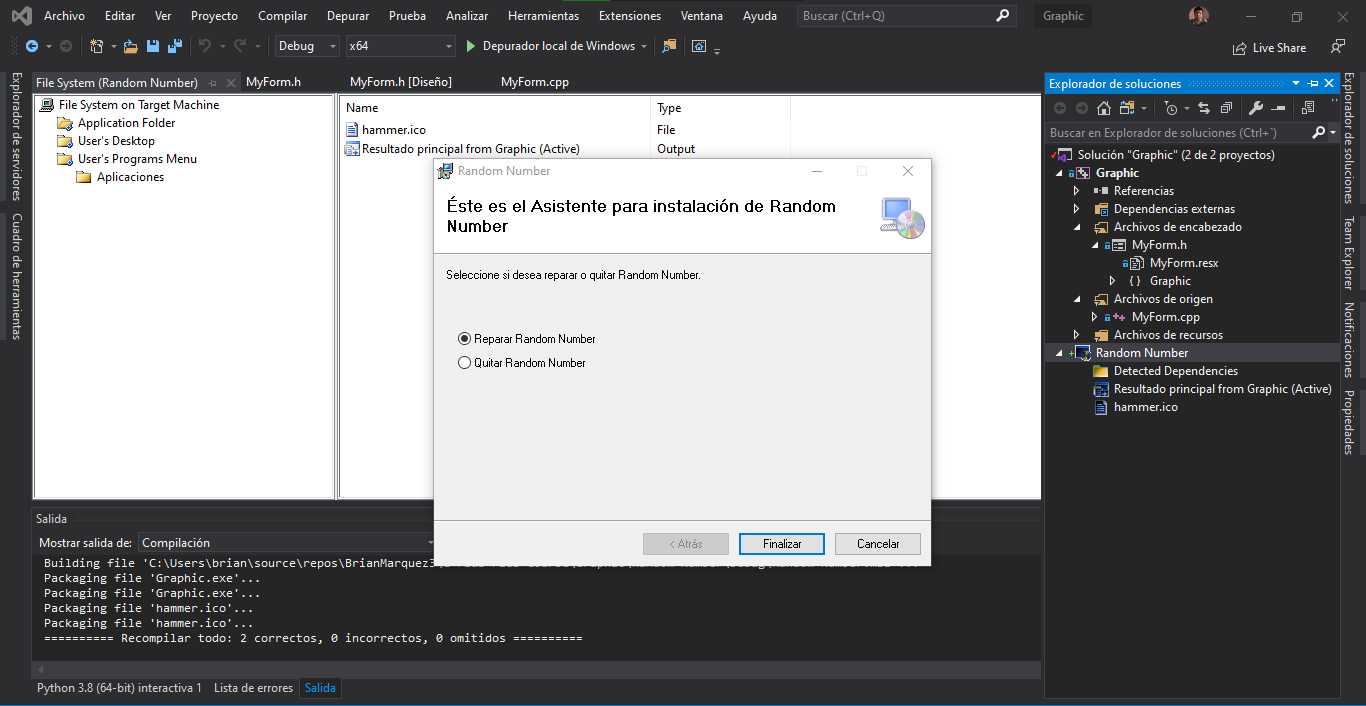 Archivo Editar Ver Proyecto Compilar Depurar Prueba Analizar Herramientas Extensiones Ventana Ayuda Buscar (Ctrl+Q) Graphic
Debug x64 Depurador local de Windows Live Share
Explorador de servidores
Cuadro de herramientas
File System (Random Number) MyForm.h MyForm.h [Diseño] MyForm.cpp
File System on Target Machine
Application Folder
User's Desktop
User's Programs Menu
Aplicaciones
Name Type
hammer.ico File
Resultado principal from Graphic (Active) Output
Random Number
Éste es el Asistente para instalación de Random
Number
Seleccione si desea reparar o quitar Random Number.
Reparar Random Number
Quitar Random Number
< Atrás Finalizar Cancelar
Explorador de soluciones
Buscar en Explorador de soluciones (Ctrl+´)
Solución "Graphic" (2 de 2 proyectos)
Graphic
Referencias
Dependencias externas
Archivos de encabezado
MyForm.h
MyForm.resx
Graphic
Archivos de origen
MyForm.cpp
Archivos de recursos
Random Number
Detected Dependencies
Resultado principal from Graphic (Active)
hammer.ico
Explorador de soluciones
Team Explorer
Notificaciones
Propiedades
Salida
Mostrar salida de: Compilación
Building file 'C:\Users\brian\source\repos\BrianMarquez3
Packaging file 'Graphic.exe'...
Packaging file 'Graphic.exe'...
Packaging file 'hammer.ico'...
Packaging file 'hammer.ico'...
========== Recompilar todo: 2 correctos, 0 incorrectos, 0 omitidos ==========
Python 3.8 (64-bit) interactiva 1 Lista de errores Salida